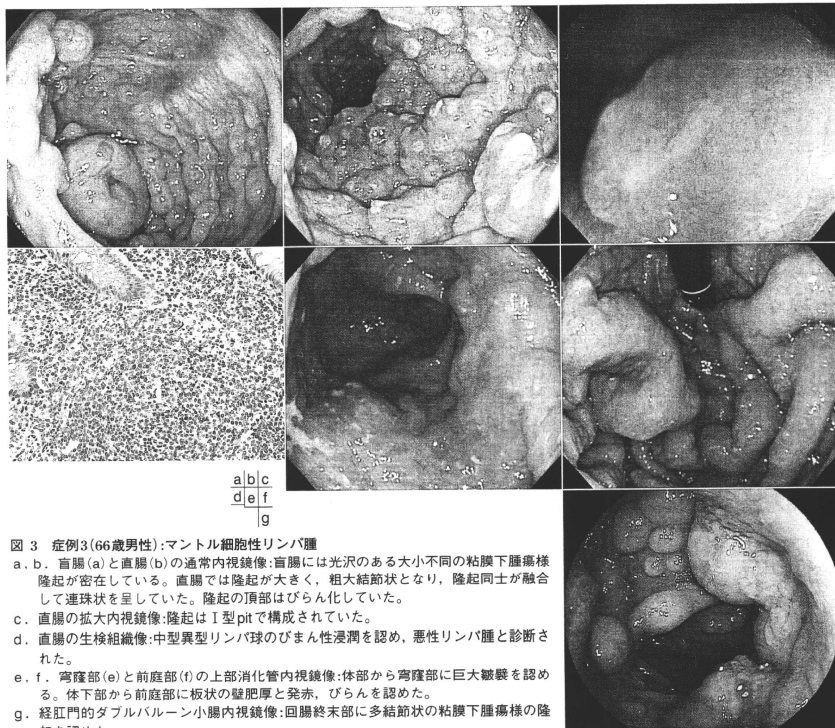 a b c
d e f
g
図 3 症例3(66歳男性):マントル細胞性リンパ腫
a, b. 盲腸(a)と直腸(b)の通常内視鏡像:盲腸には光沢のある大小不同の粘膜下腫瘍様
隆起が密在している。直腸では隆起が大きく，粗大結節状となり，隆起同士が融合
して連珠状を呈していた。隆起の頂部はびらん化していた。
c. 直腸の拡大内視鏡像:隆起はⅠ型pitで構成されていた。
d. 直腸の生検組織像:中型異型リンパ球のびまん性浸潤を認め，悪性リンパ腫と診断さ
れた。
e, f. 穹窿部(e)と前庭部(f)の上部消化管内視鏡像:体部から穹窿部に巨大皺襞を認め
る。体下部から前庭部に板状の壁肥厚と発赤，びらんを認めた。
g. 経肛門的ダブルバルーン小腸内視鏡像:回腸終末部に多結節状の粘膜下腫瘍様の隆